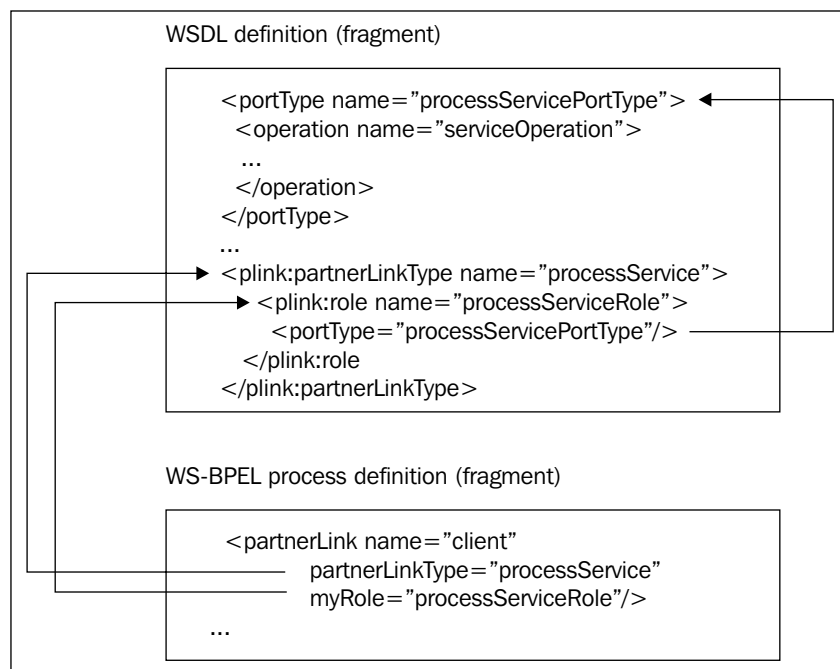 WSDL definition (fragment)
<portType name=”processServicePortType”>
<operation name=”serviceOperation”>
...
</operation>
</portType>
...
<plink:partnerLinkType name=”processService”>
<plink:role name=”processServiceRole”>
<portType=”processServicePortType”/>
</plink:role
</plink:partnerLinkType>
WS-BPEL process definition (fragment)
<partnerLink name=”client”
partnerLinkType=”processService”
myRole=”processServiceRole”/>
...